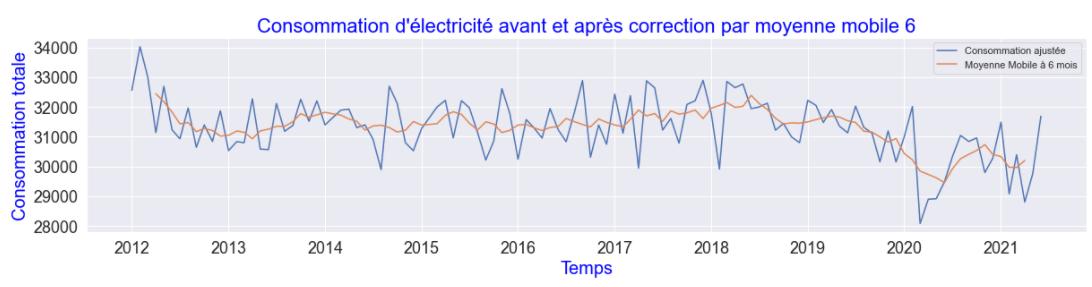 Consommation d'électricité avant et après correction par moyenne mobile 6
Consommation totale
34000
33000
32000
31000
30000
29000
28000
Consommation ajustée
Moyenne Mobile à 6 mois
2012 2013 2014 2015 2016 2017 2018 2019 2020 2021
Temps